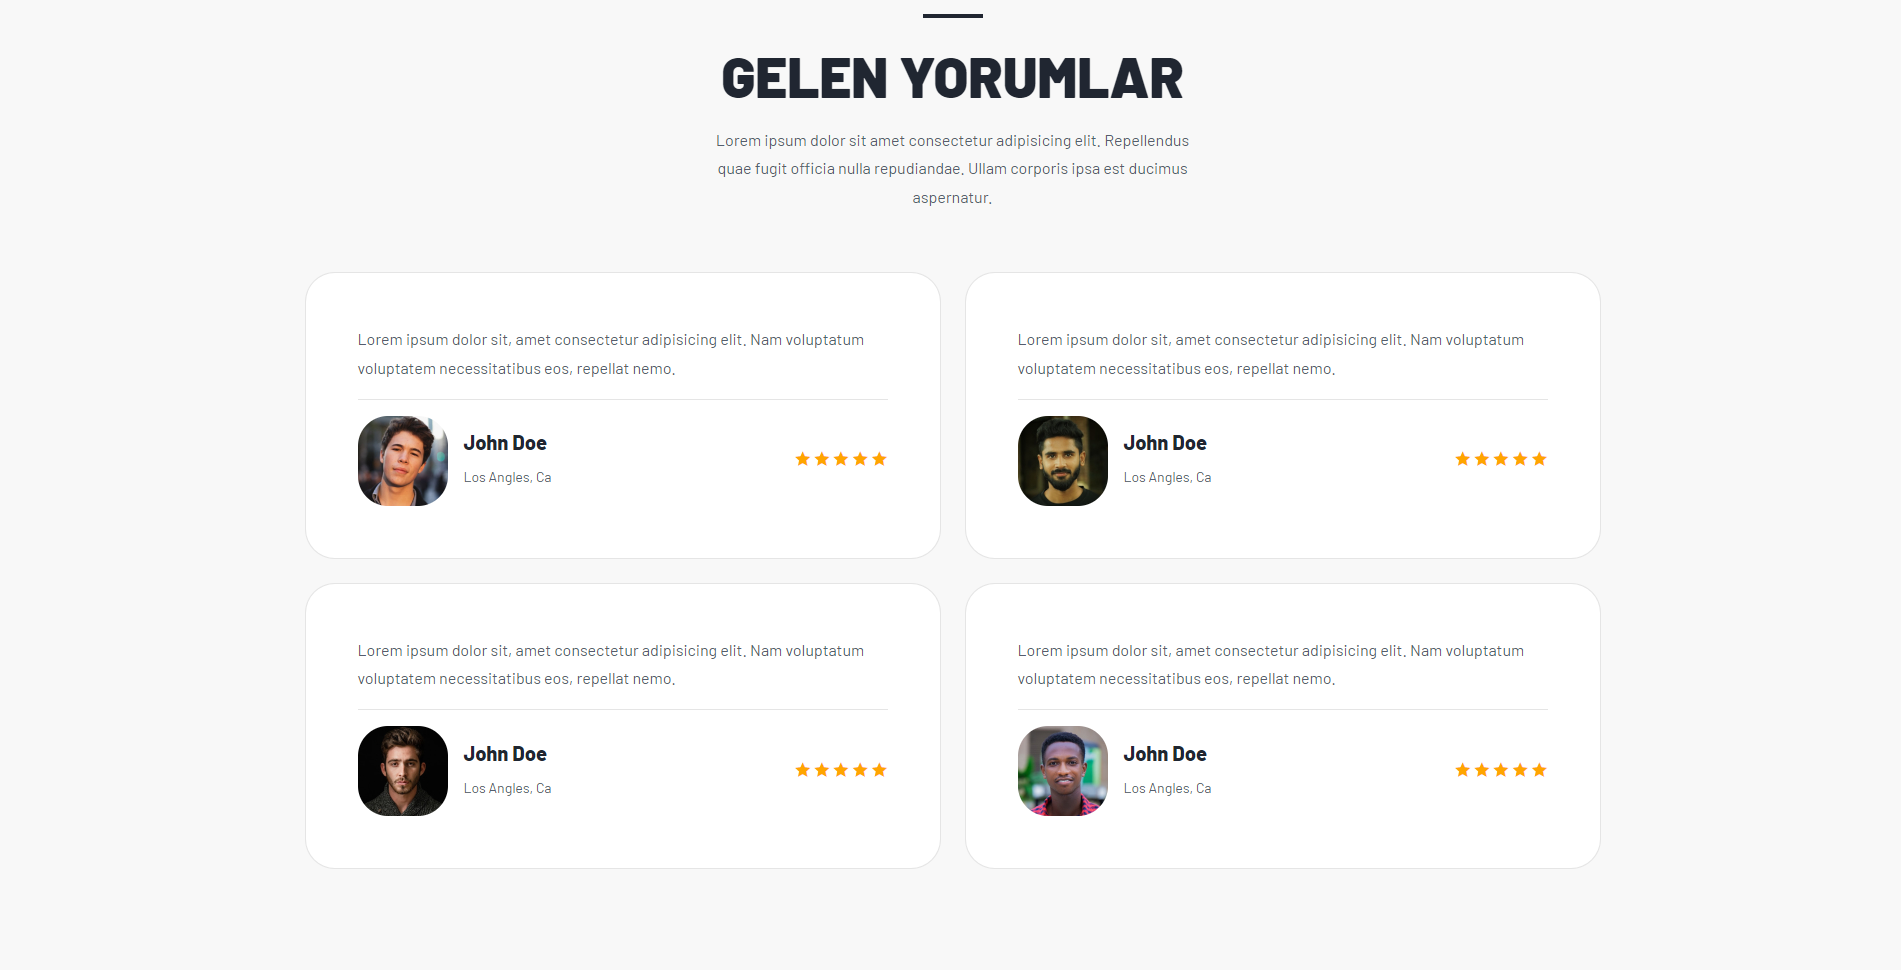 GELEN YORUMLAR
Lorem ipsum dolor sit amet consectetur adipisicing elit. Repellendus
quae fugit officia nulla repudiandae. Ullam corporis ipsa est ducimus
aspernatur.
Lorem ipsum dolor sit, amet consectetur adipisicing elit. Nam voluptatum
voluptatem necessitatibus eos, repellat nemo.
John Doe
Los Angles, Ca
Lorem ipsum dolor sit, amet consectetur adipisicing elit. Nam voluptatum
voluptatem necessitatibus eos, repellat nemo.
John Doe
Los Angles, Ca
Lorem ipsum dolor sit, amet consectetur adipisicing elit. Nam voluptatum
voluptatem necessitatibus eos, repellat nemo.
John Doe
Los Angles, Ca
Lorem ipsum dolor sit, amet consectetur adipisicing elit. Nam voluptatum
voluptatem necessitatibus eos, repellat nemo.
John Doe
Los Angles, Ca